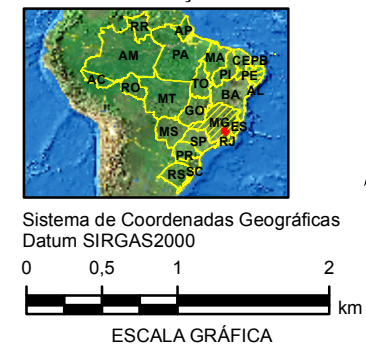 RR AP
AM PA MA CE PB
AC RO TO PI PE
MT BA AL
GO
MS MG ES
SP RJ
PR
RS SC
Sistema de Coordenadas Geográficas
Datum SIRGAS2000
0 0,5 1 2
km
ESCALA GRÁFICA